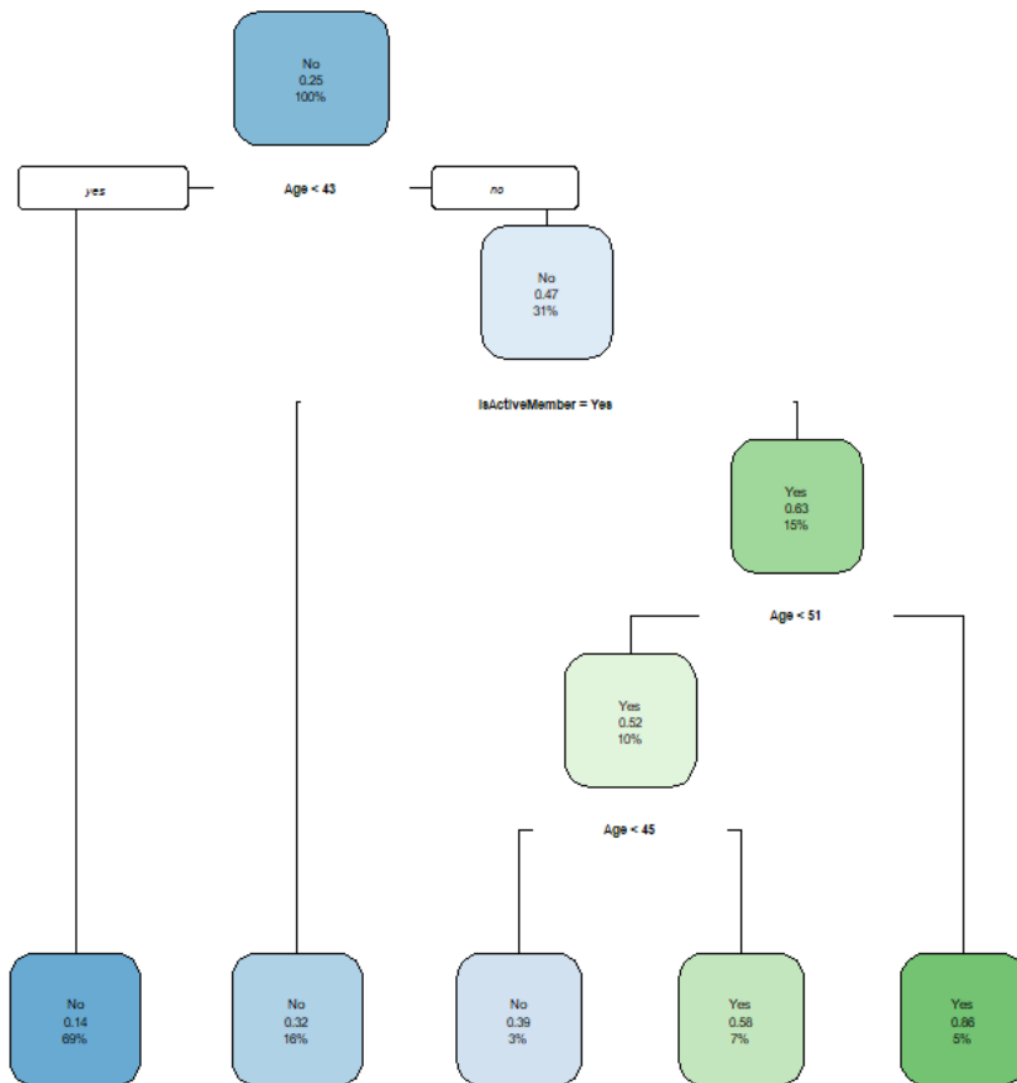 No
0.25
100%
yes
Age < 43
no
No
0.47
31%
IsActiveMember = Yes
Yes
0.63
15%
Age < 51
Yes
0.52
10%
Age < 45
No
0.14
69%
No
0.32
16%
No
0.39
3%
Yes
0.58
7%
Yes
0.86
5%